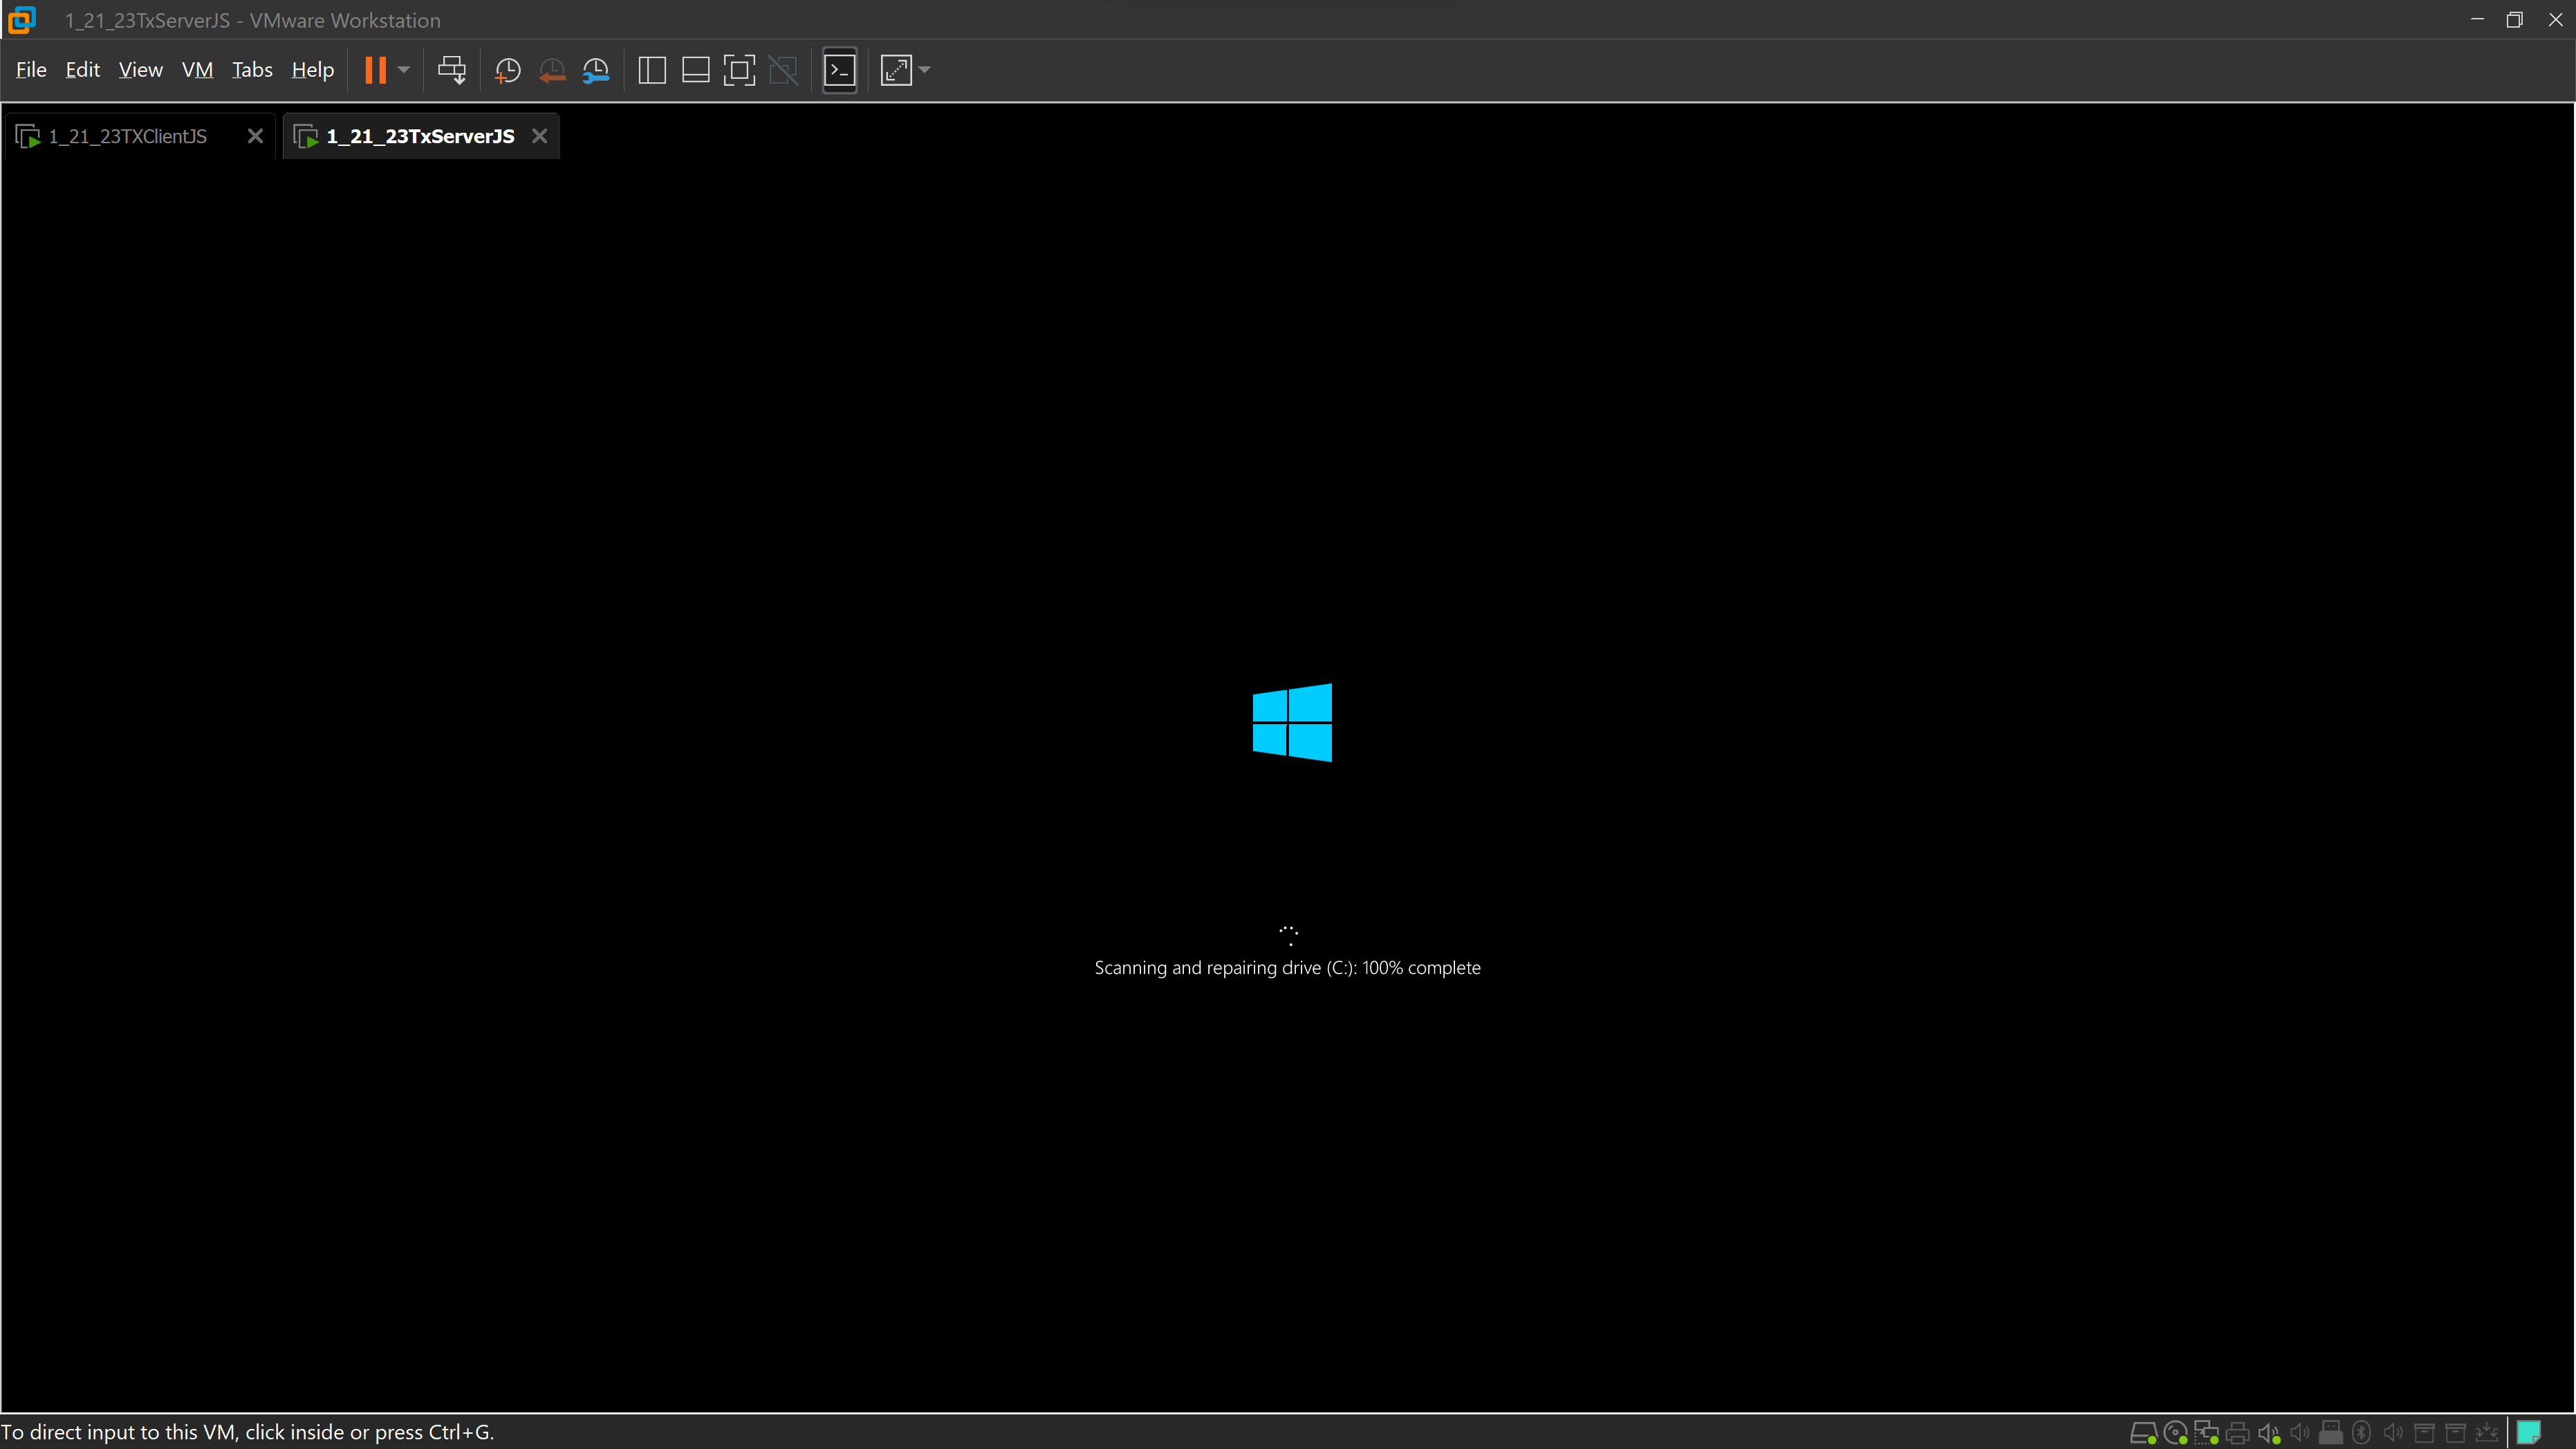 1_21_23TxServerJS - VMware Workstation
File Edit View VM Tabs Help
1_21_23TXClientJS
1_21_23TxServerJS
Scanning and repairing drive (C:): 100% complete
To direct input to this VM, click inside or press Ctrl+G.